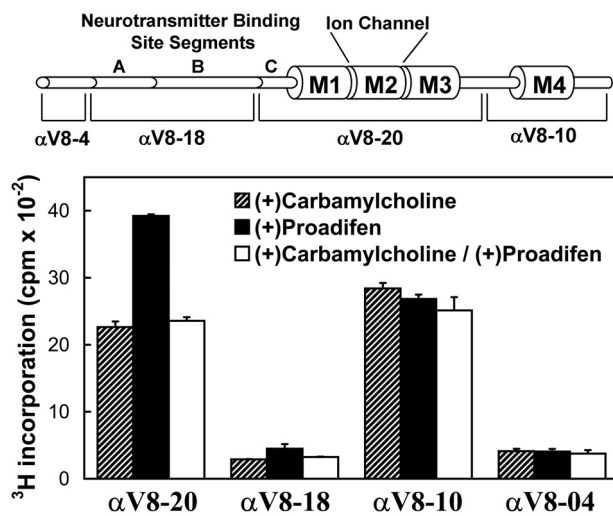 Neurotransmitter Binding
Site Segments
Ion Channel
A B C M1 M2 M3 M4
αV8-4 αV8-18 αV8-20 αV8-10
(+)Carbamylcholine
(+)Proadifen
(+)Carbamylcholine / (+)Proadifen
³H incorporation (cpm x 10⁻²)
40
30
20
10
0
αV8-20 αV8-18 αV8-10 αV8-04